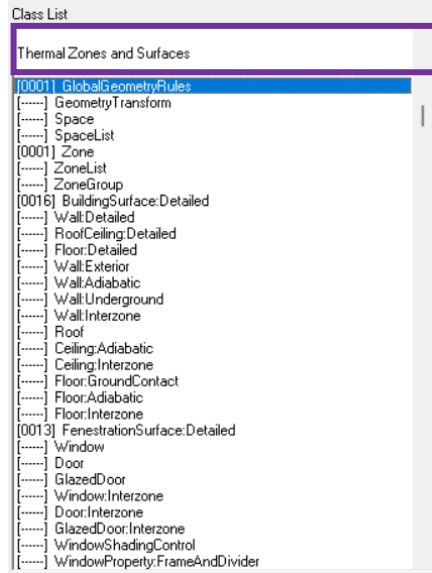 Class List
Thermal Zones and Surfaces
[0001] GlobalGeometryRules
[------] GeometryTransform
[------] Space
[------] SpaceList
[0001] Zone
[------] ZoneList
[------] ZoneGroup
[0016] BuildingSurface:Detailed
[------] Wall:Detailed
[------] RoofCeiling:Detailed
[------] Floor:Detailed
[------] Wall:Exterior
[------] Wall:Adiabatic
[------] Wall:Underground
[------] Wall:Interzone
[------] Roof
[------] Ceiling:Adiabatic
[------] Ceiling:Interzone
[------] Floor:GroundContact
[------] Floor:Adiabatic
[------] Floor:Interzone
[0013] FenestrationSurface:Detailed
[------] Window
[------] Door
[------] GlazedDoor
[------] Window:Interzone
[------] Door:Interzone
[------] GlazedDoor:Interzone
[------] WindowShadingControl
[------] WindowProperty:FrameAndDivider